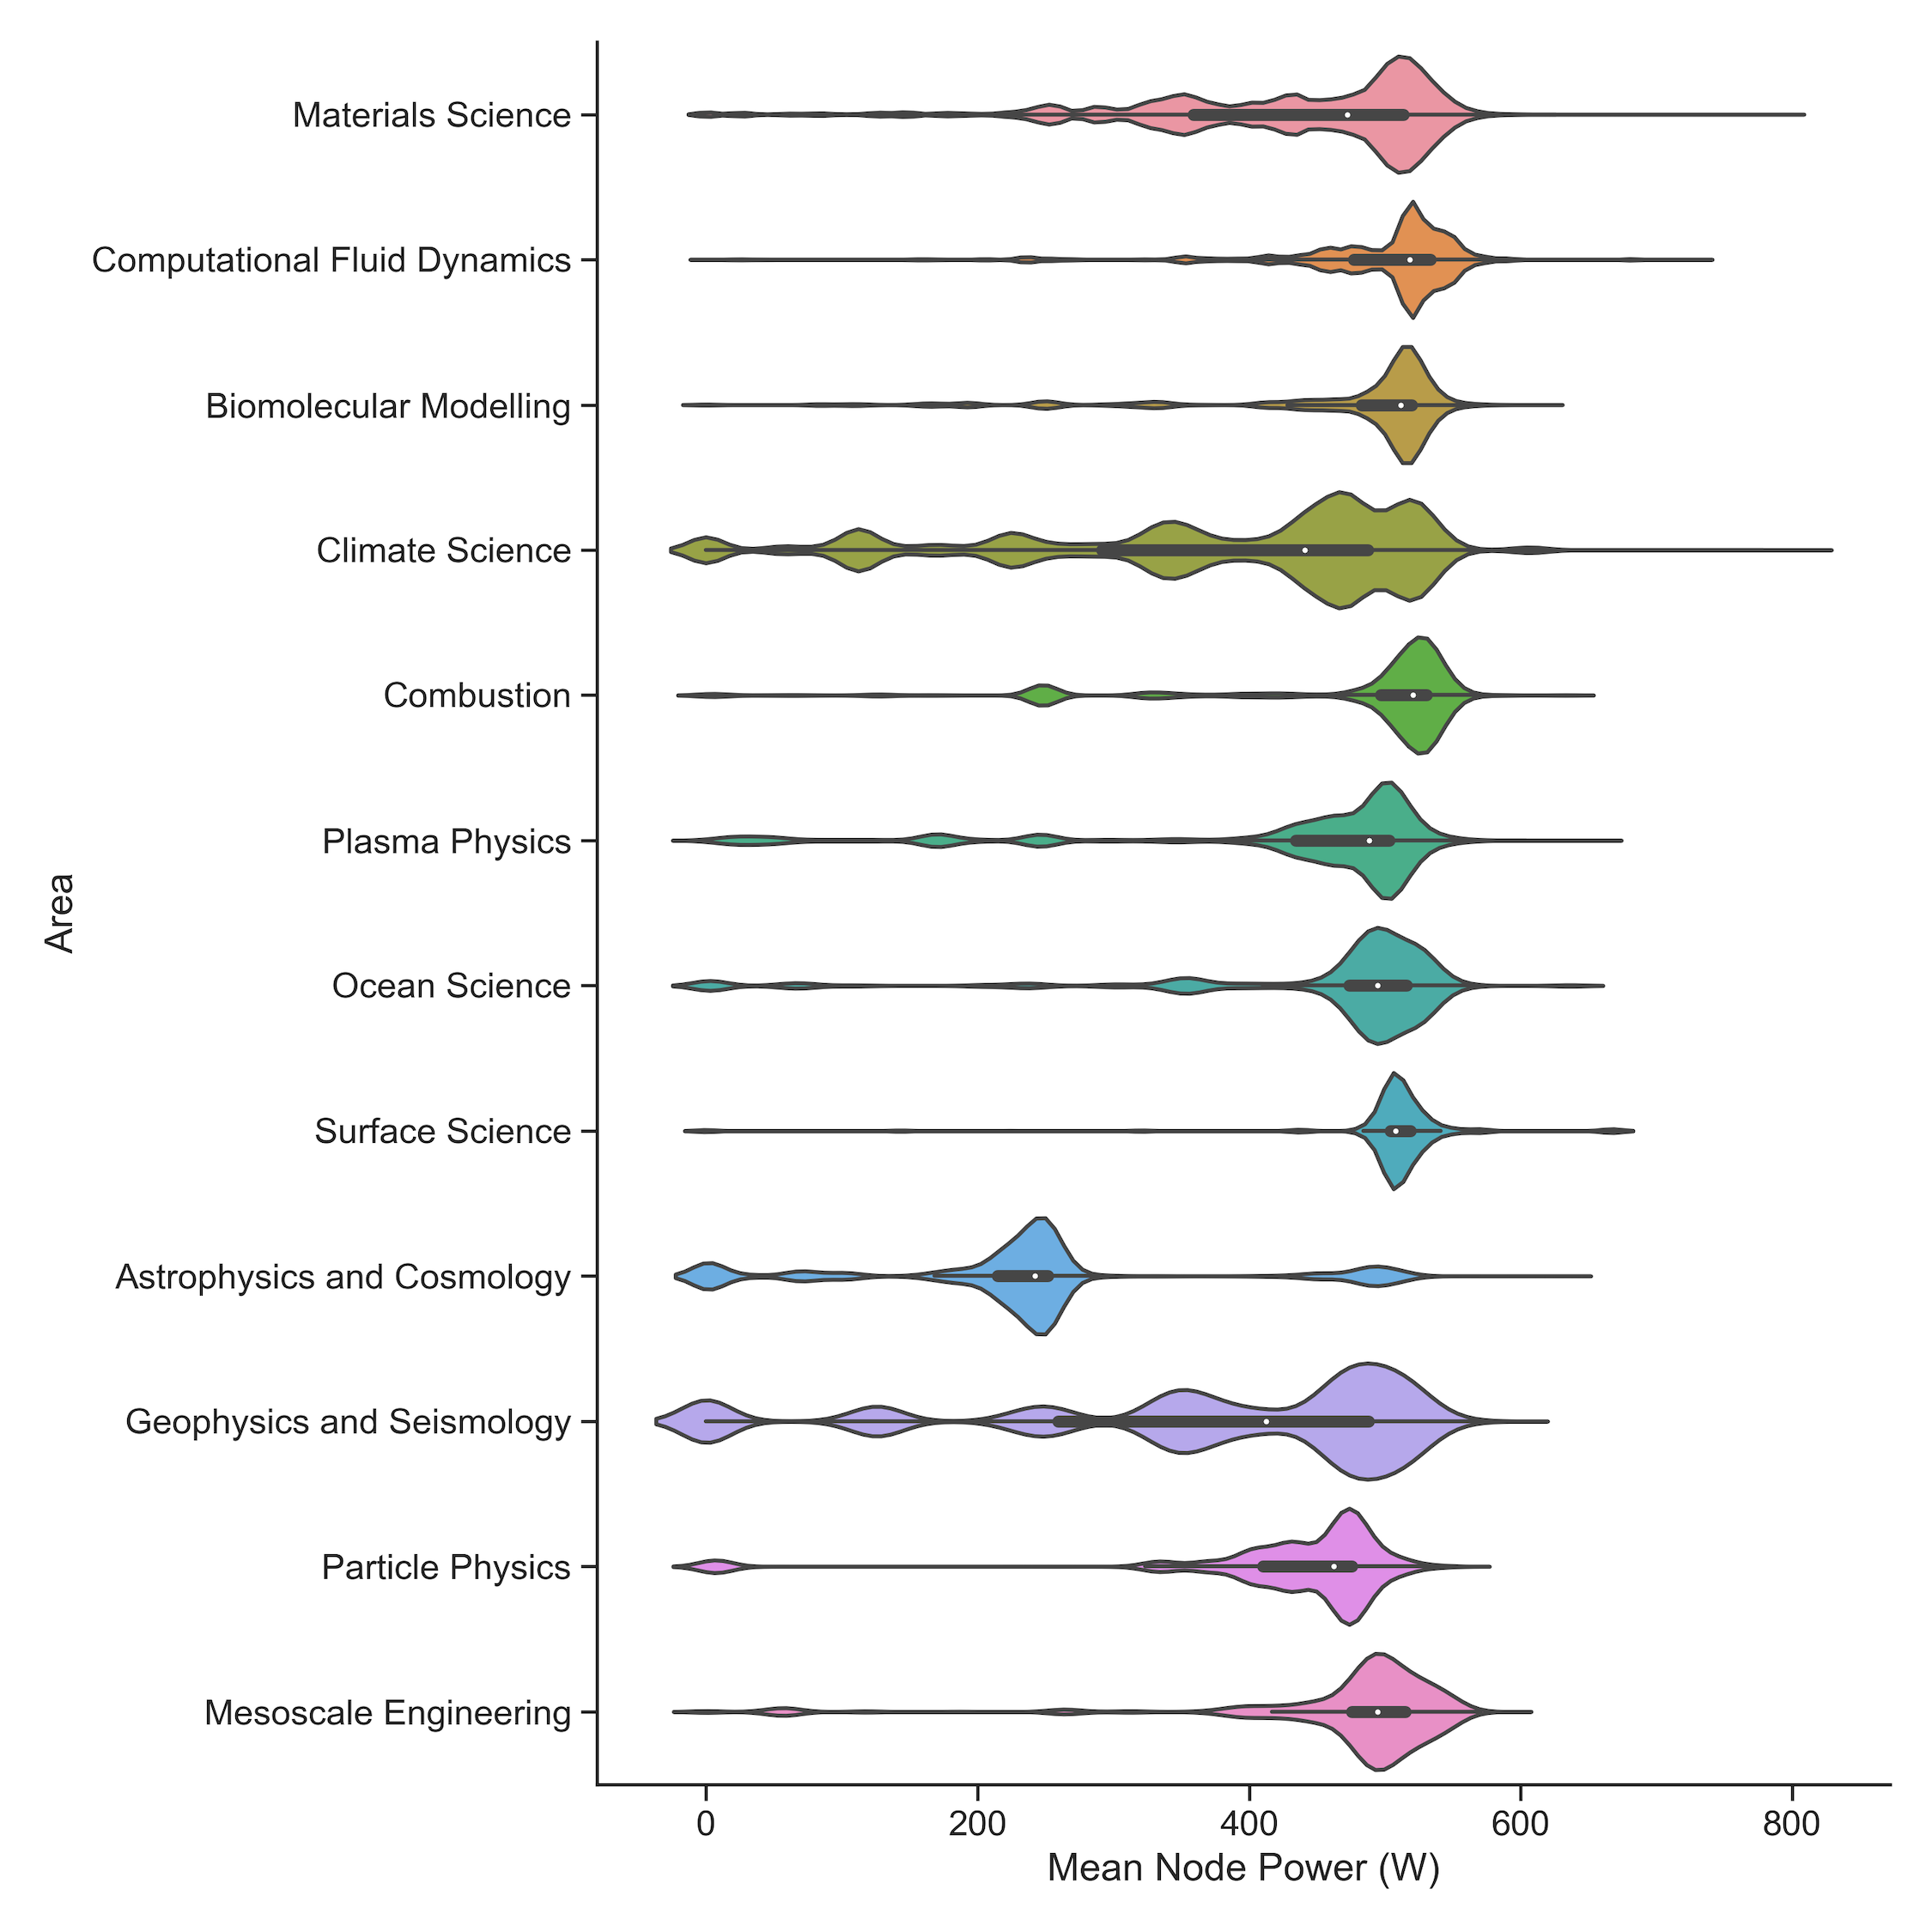 Materials Science
Computational Fluid Dynamics
Biomolecular Modelling
Climate Science
Combustion
Plasma Physics
Area
Ocean Science
Surface Science
Astrophysics and Cosmology
Geophysics and Seismology
Particle Physics
Mesoscale Engineering
0 200 400 600 800
Mean Node Power (W)